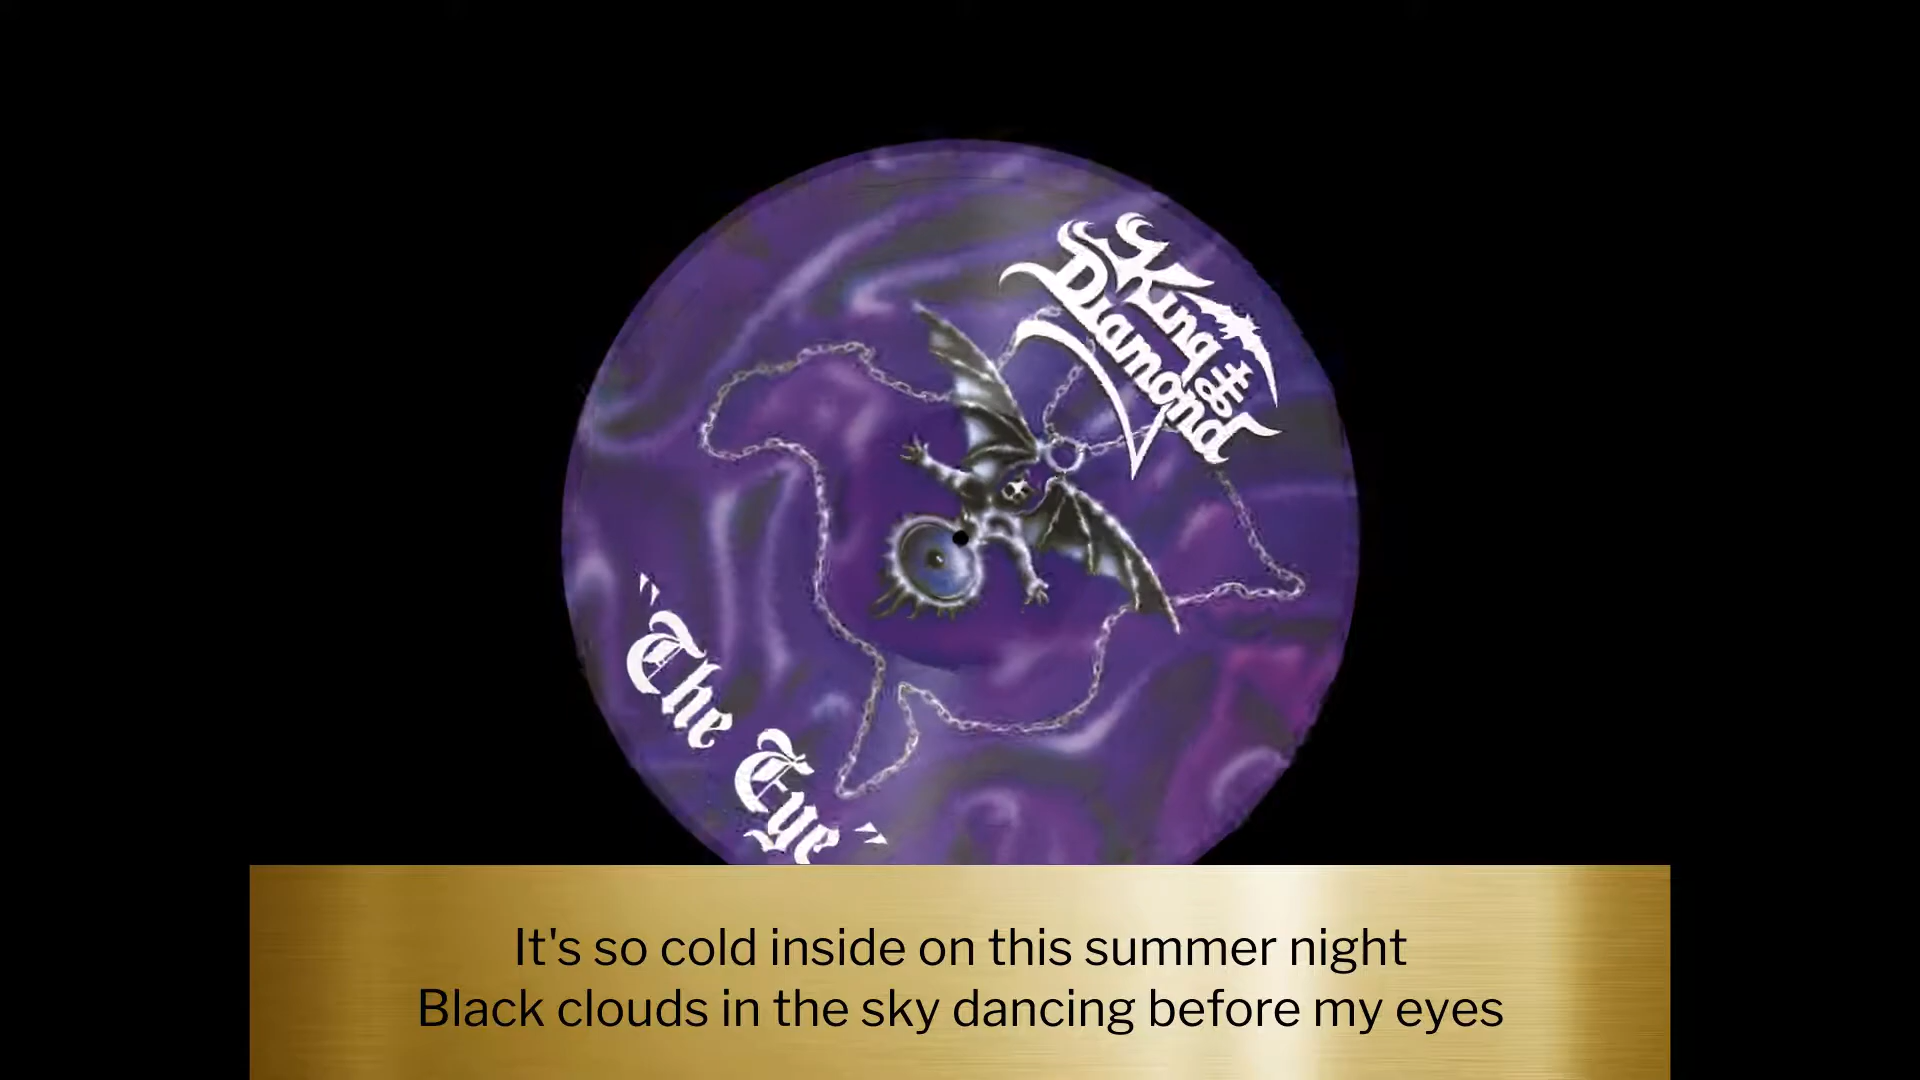 King
Diamond
"The Eye"
It's so cold inside on this summer night
Black clouds in the sky dancing before my eyes